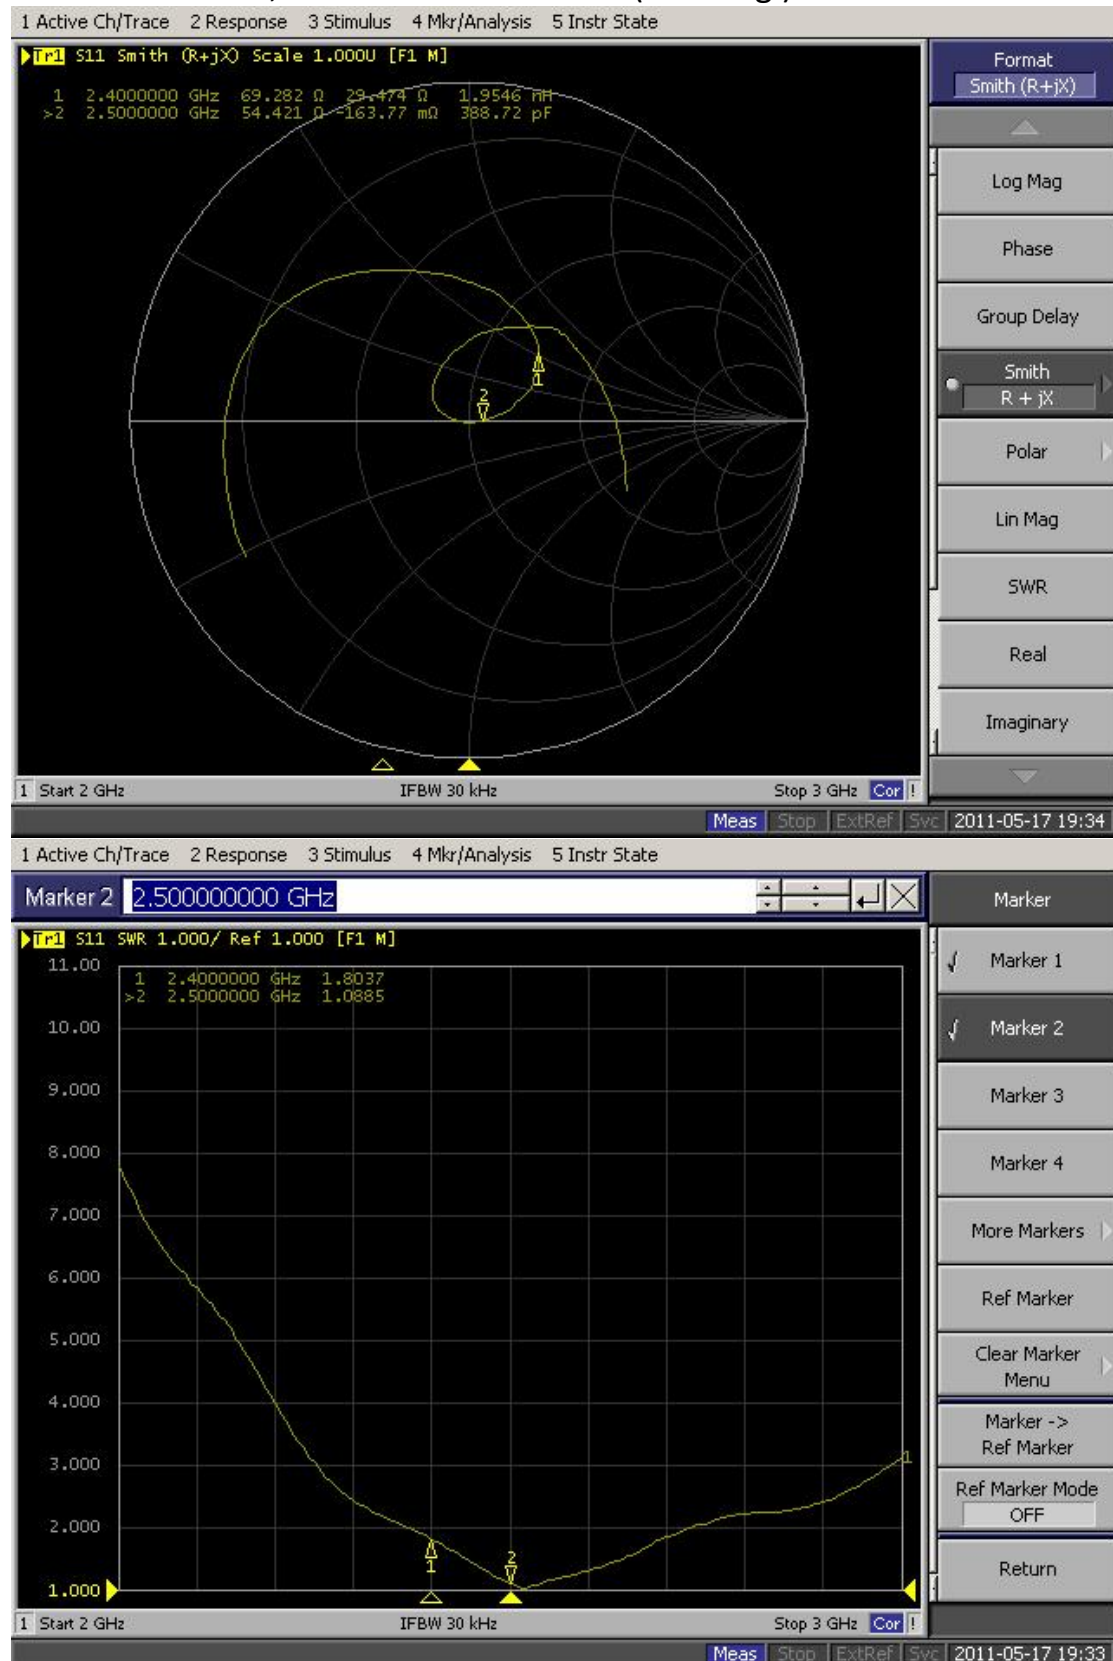 1 Active Ch/Trace 2 Response 3 Stimulus 4 Mkr/Analysis 5 Instr State
Tr1 S11 Smith (R+jX) Scale 1.000U [F1 M]
1 2.4000000 GHz 69.282 Ω 29.474 Ω 1.9546 nH
>2 2.5000000 GHz 54.421 Ω -163.77 mΩ 388.72 pF
1
2
Format
Smith (R+jX)
Log Mag
Phase
Group Delay
Smith
R + jX
Polar
Lin Mag
SWR
Real
Imaginary
1 Start 2 GHz IFBW 30 kHz Stop 3 GHz Cor !
Meas Stop ExtRef Svc 2011-05-17 19:34
1 Active Ch/Trace 2 Response 3 Stimulus 4 Mkr/Analysis 5 Instr State
Marker 2 2.500000000 GHz
Tr1 S11 SWR 1.000/ Ref 1.000 [F1 M]
1 2.4000000 GHz 1.8037
>2 2.5000000 GHz 1.0885
11.00
10.00
9.000
8.000
7.000
6.000
5.000
4.000
3.000
2.000
1.000
1
2
1
Marker
Marker 1
Marker 2
Marker 3
Marker 4
More Markers
Ref Marker
Clear Marker
Menu
Marker ->
Ref Marker
Ref Marker Mode
OFF
Return
1 Start 2 GHz IFBW 30 kHz Stop 3 GHz Cor !
Meas Stop ExtRef Svc 2011-05-17 19:33